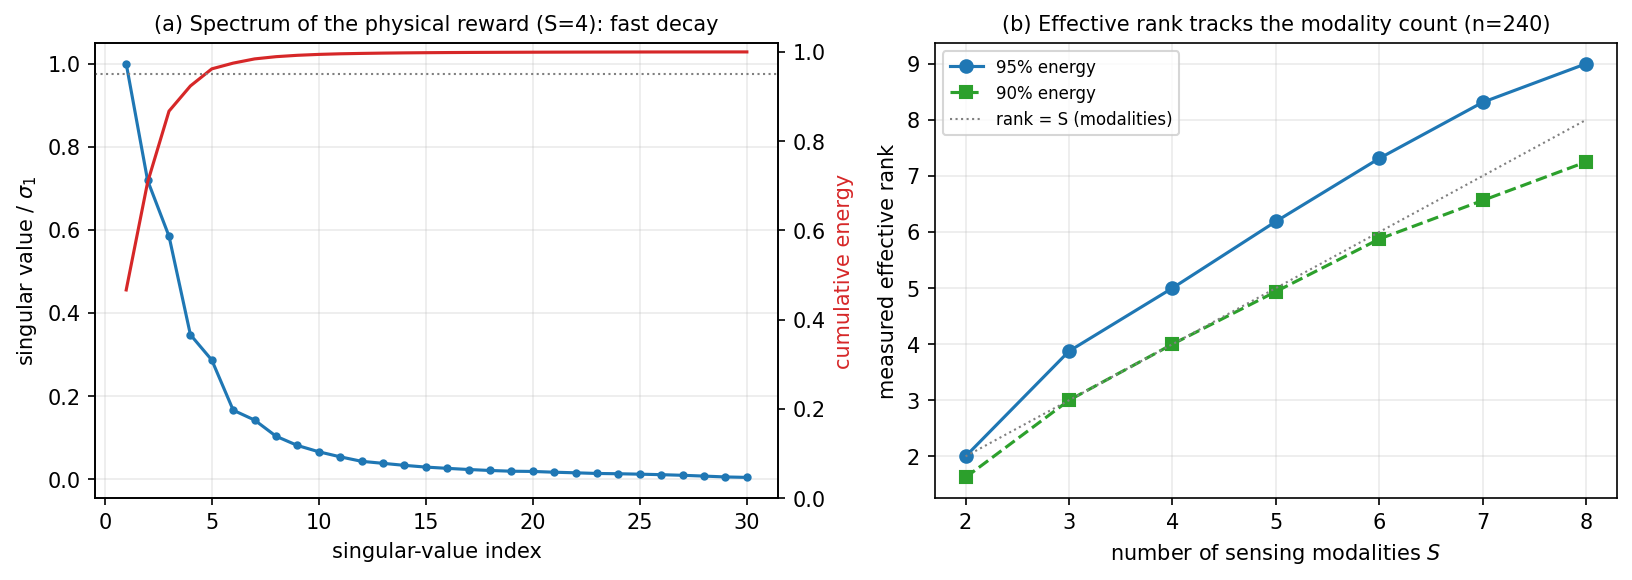 (a) Spectrum of the physical reward (S=4): fast decay
1.0
0.8
0.6
0.4
0.2
0.0
singular value / σ₁
1.0
0.8
0.6
0.4
0.2
0.0
cumulative energy
0 5 10 15 20 25 30
singular-value index
(b) Effective rank tracks the modality count (n=240)
95% energy
90% energy
rank = S (modalities)
9
8
7
6
5
4
3
2
measured effective rank
2 3 4 5 6 7 8
number of sensing modalities S